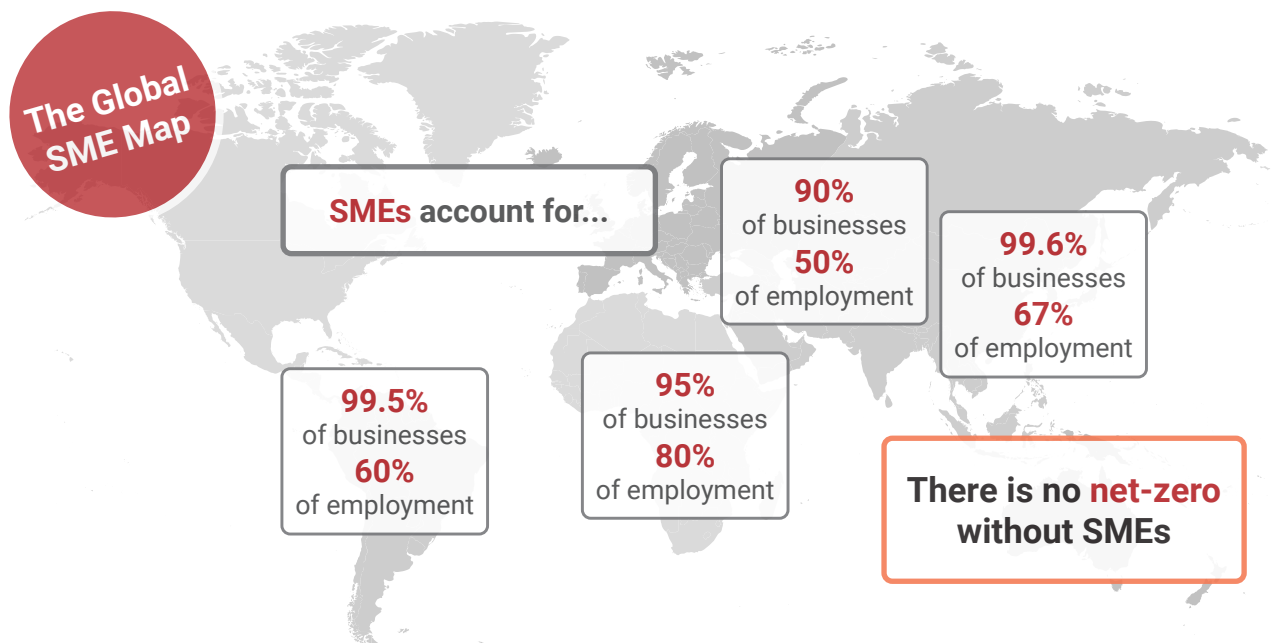 The Global
SME Map
SMEs account for...
90%
of businesses
50%
of employment
99.6%
of businesses
67%
of employment
99.5%
of businesses
60%
of employment
95%
of businesses
80%
of employment
There is no net-zero
without SMEs